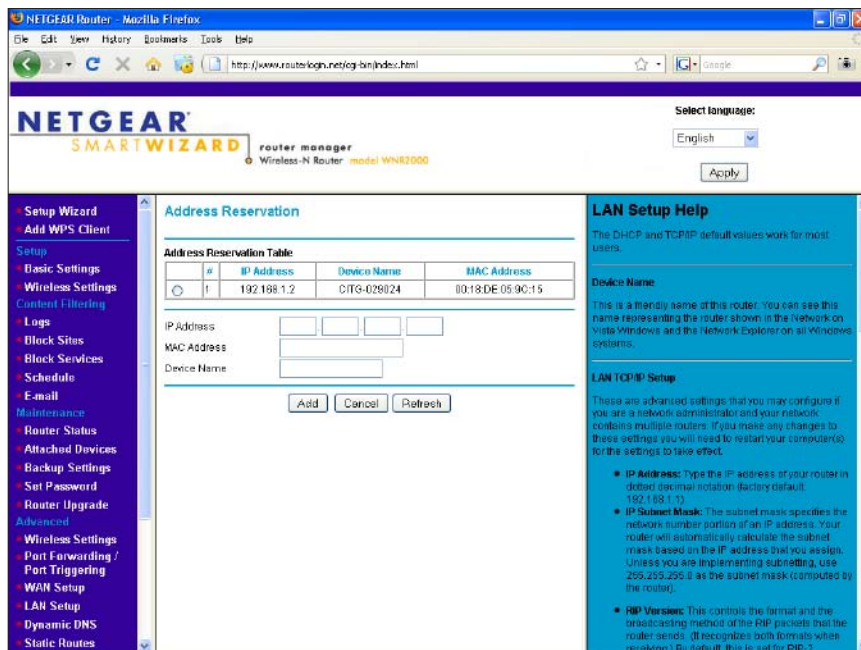 NETGEAR Router - Mozilla Firefox
File Edit View History Bookmarks Tools Help
http://www.routerlogin.net/cgi-bin/index.html
Google
NETGEAR
SMARTWIZARD
router manager
Wireless-N Router model WNR2000
Select language:
English
Apply
Setup Wizard
Add WPS Client
Setup
Basic Settings
Wireless Settings
Content Filtering
Logs
Block Sites
Block Services
Schedule
E-mail
Maintenance
Router Status
Attached Devices
Backup Settings
Set Password
Router Upgrade
Advanced
Wireless Settings
Port Forwarding /
Port Triggering
WAN Setup
LAN Setup
Dynamic DNS
Static Routes
Address Reservation
Address Reservation Table
# IP Address Device Name MAC Address
1 192.168.1.2 CITG-029024 00:18:DE:05:9C:15
IP Address
MAC Address
Device Name
Add Cancel Refresh
LAN Setup Help
The DHCP and TCP/IP default values work for most
users.
Device Name
This is a friendly name of this router. You can see this
name representing the router shown in the Network on
Vista Windows and the Network Explorer on all Windows
systems.
LAN TCP/IP Setup
These are advanced settings that you may configure if
you are a network administrator and your network
contains multiple routers. If you make any changes to
these settings you will need to restart your computer(s)
for the settings to take effect.
IP Address: Type the IP address of your router in
dotted decimal notation (factory default:
192.168.1.1).
IP Subnet Mask: The subnet mask specifies the
network number portion of an IP address. Your
router will automatically calculate the subnet
mask based on the IP address that you assign.
Unless you are implementing subnetting, use
255.255.255.0 as the subnet mask (computed by
the router).
RIP Version: This controls the format and the
broadcasting method of the RIP packets that the
router sends. (It recognizes both formats when
receiving.) By default, this is set for RIP-1.